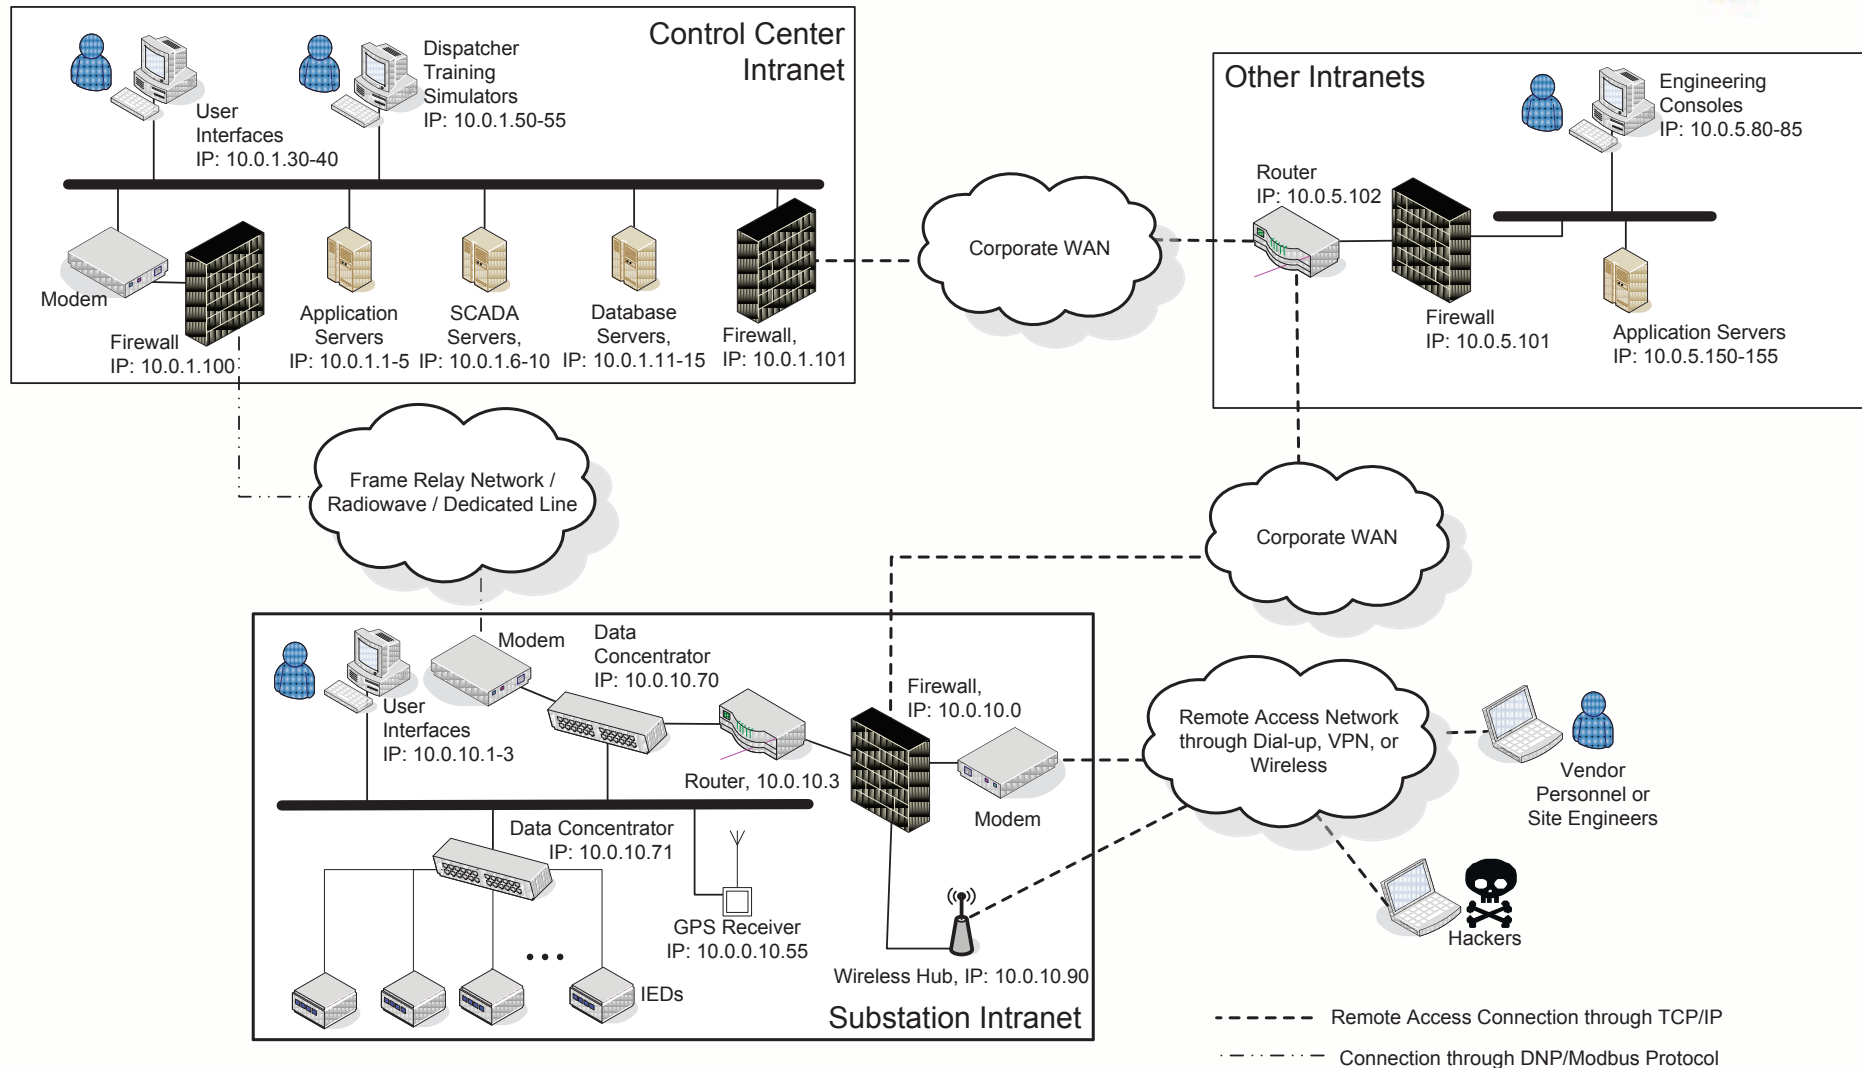 Control Center
Intranet
User
Interfaces
IP: 10.0.1.30-40
Dispatcher
Training
Simulators
IP: 10.0.1.50-55
Modem
Firewall
IP: 10.0.1.100
Application
Servers
IP: 10.0.1.1-5
SCADA
Servers,
IP: 10.0.1.6-10
Database
Servers,
IP: 10.0.1.11-15
Firewall,
IP: 10.0.1.101
Corporate WAN
Other Intranets
Engineering
Consoles
IP: 10.0.5.80-85
Router
IP: 10.0.5.102
Firewall
IP: 10.0.5.101
Application Servers
IP: 10.0.5.150-155
Frame Relay Network /
Radiowave / Dedicated Line
Corporate WAN
User
Interfaces
IP: 10.0.10.1-3
Modem
Data
Concentrator
IP: 10.0.10.70
Router, 10.0.10.3
Firewall,
IP: 10.0.10.0
Modem
Remote Access Network
through Dial-up, VPN, or
Wireless
Vendor
Personnel or
Site Engineers
Hackers
Data Concentrator
IP: 10.0.10.71
GPS Receiver
IP: 10.0.0.10.55
Wireless Hub, IP: 10.0.10.90
IEDs
Substation Intranet
Remote Access Connection through TCP/IP
Connection through DNP/Modbus Protocol